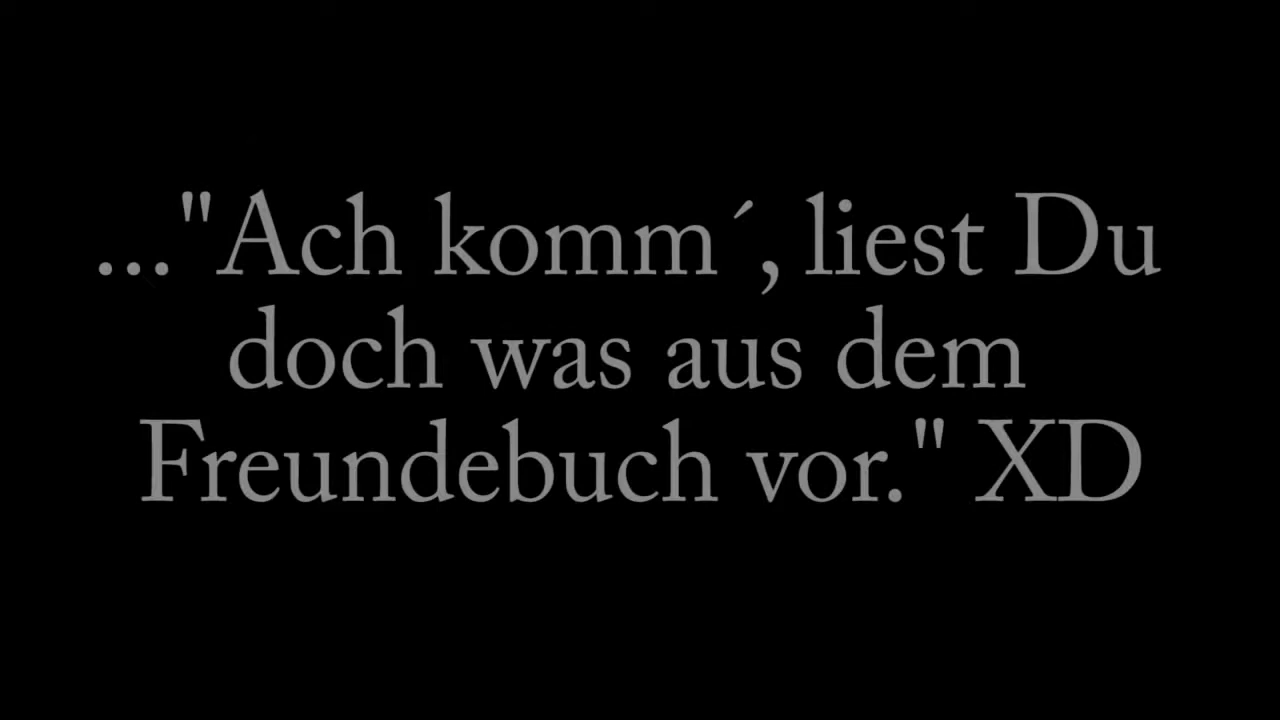 ..."Ach komm´, liest Du
doch was aus dem
Freundebuch vor." XD